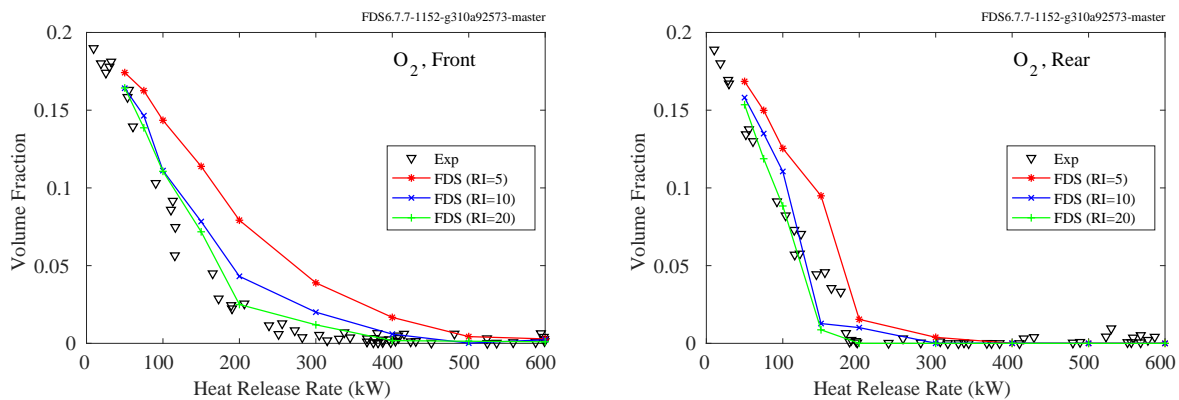 FDS6.7.7-1152-g310a92573-master
O2, Front
Volume Fraction
0.2
0.15
0.1
0.05
0
Exp
FDS (RI=5)
FDS (RI=10)
FDS (RI=20)
0 100 200 300 400 500 600
Heat Release Rate (kW)
FDS6.7.7-1152-g310a92573-master
O2, Rear
Volume Fraction
0.2
0.15
0.1
0.05
0
Exp
FDS (RI=5)
FDS (RI=10)
FDS (RI=20)
0 100 200 300 400 500 600
Heat Release Rate (kW)